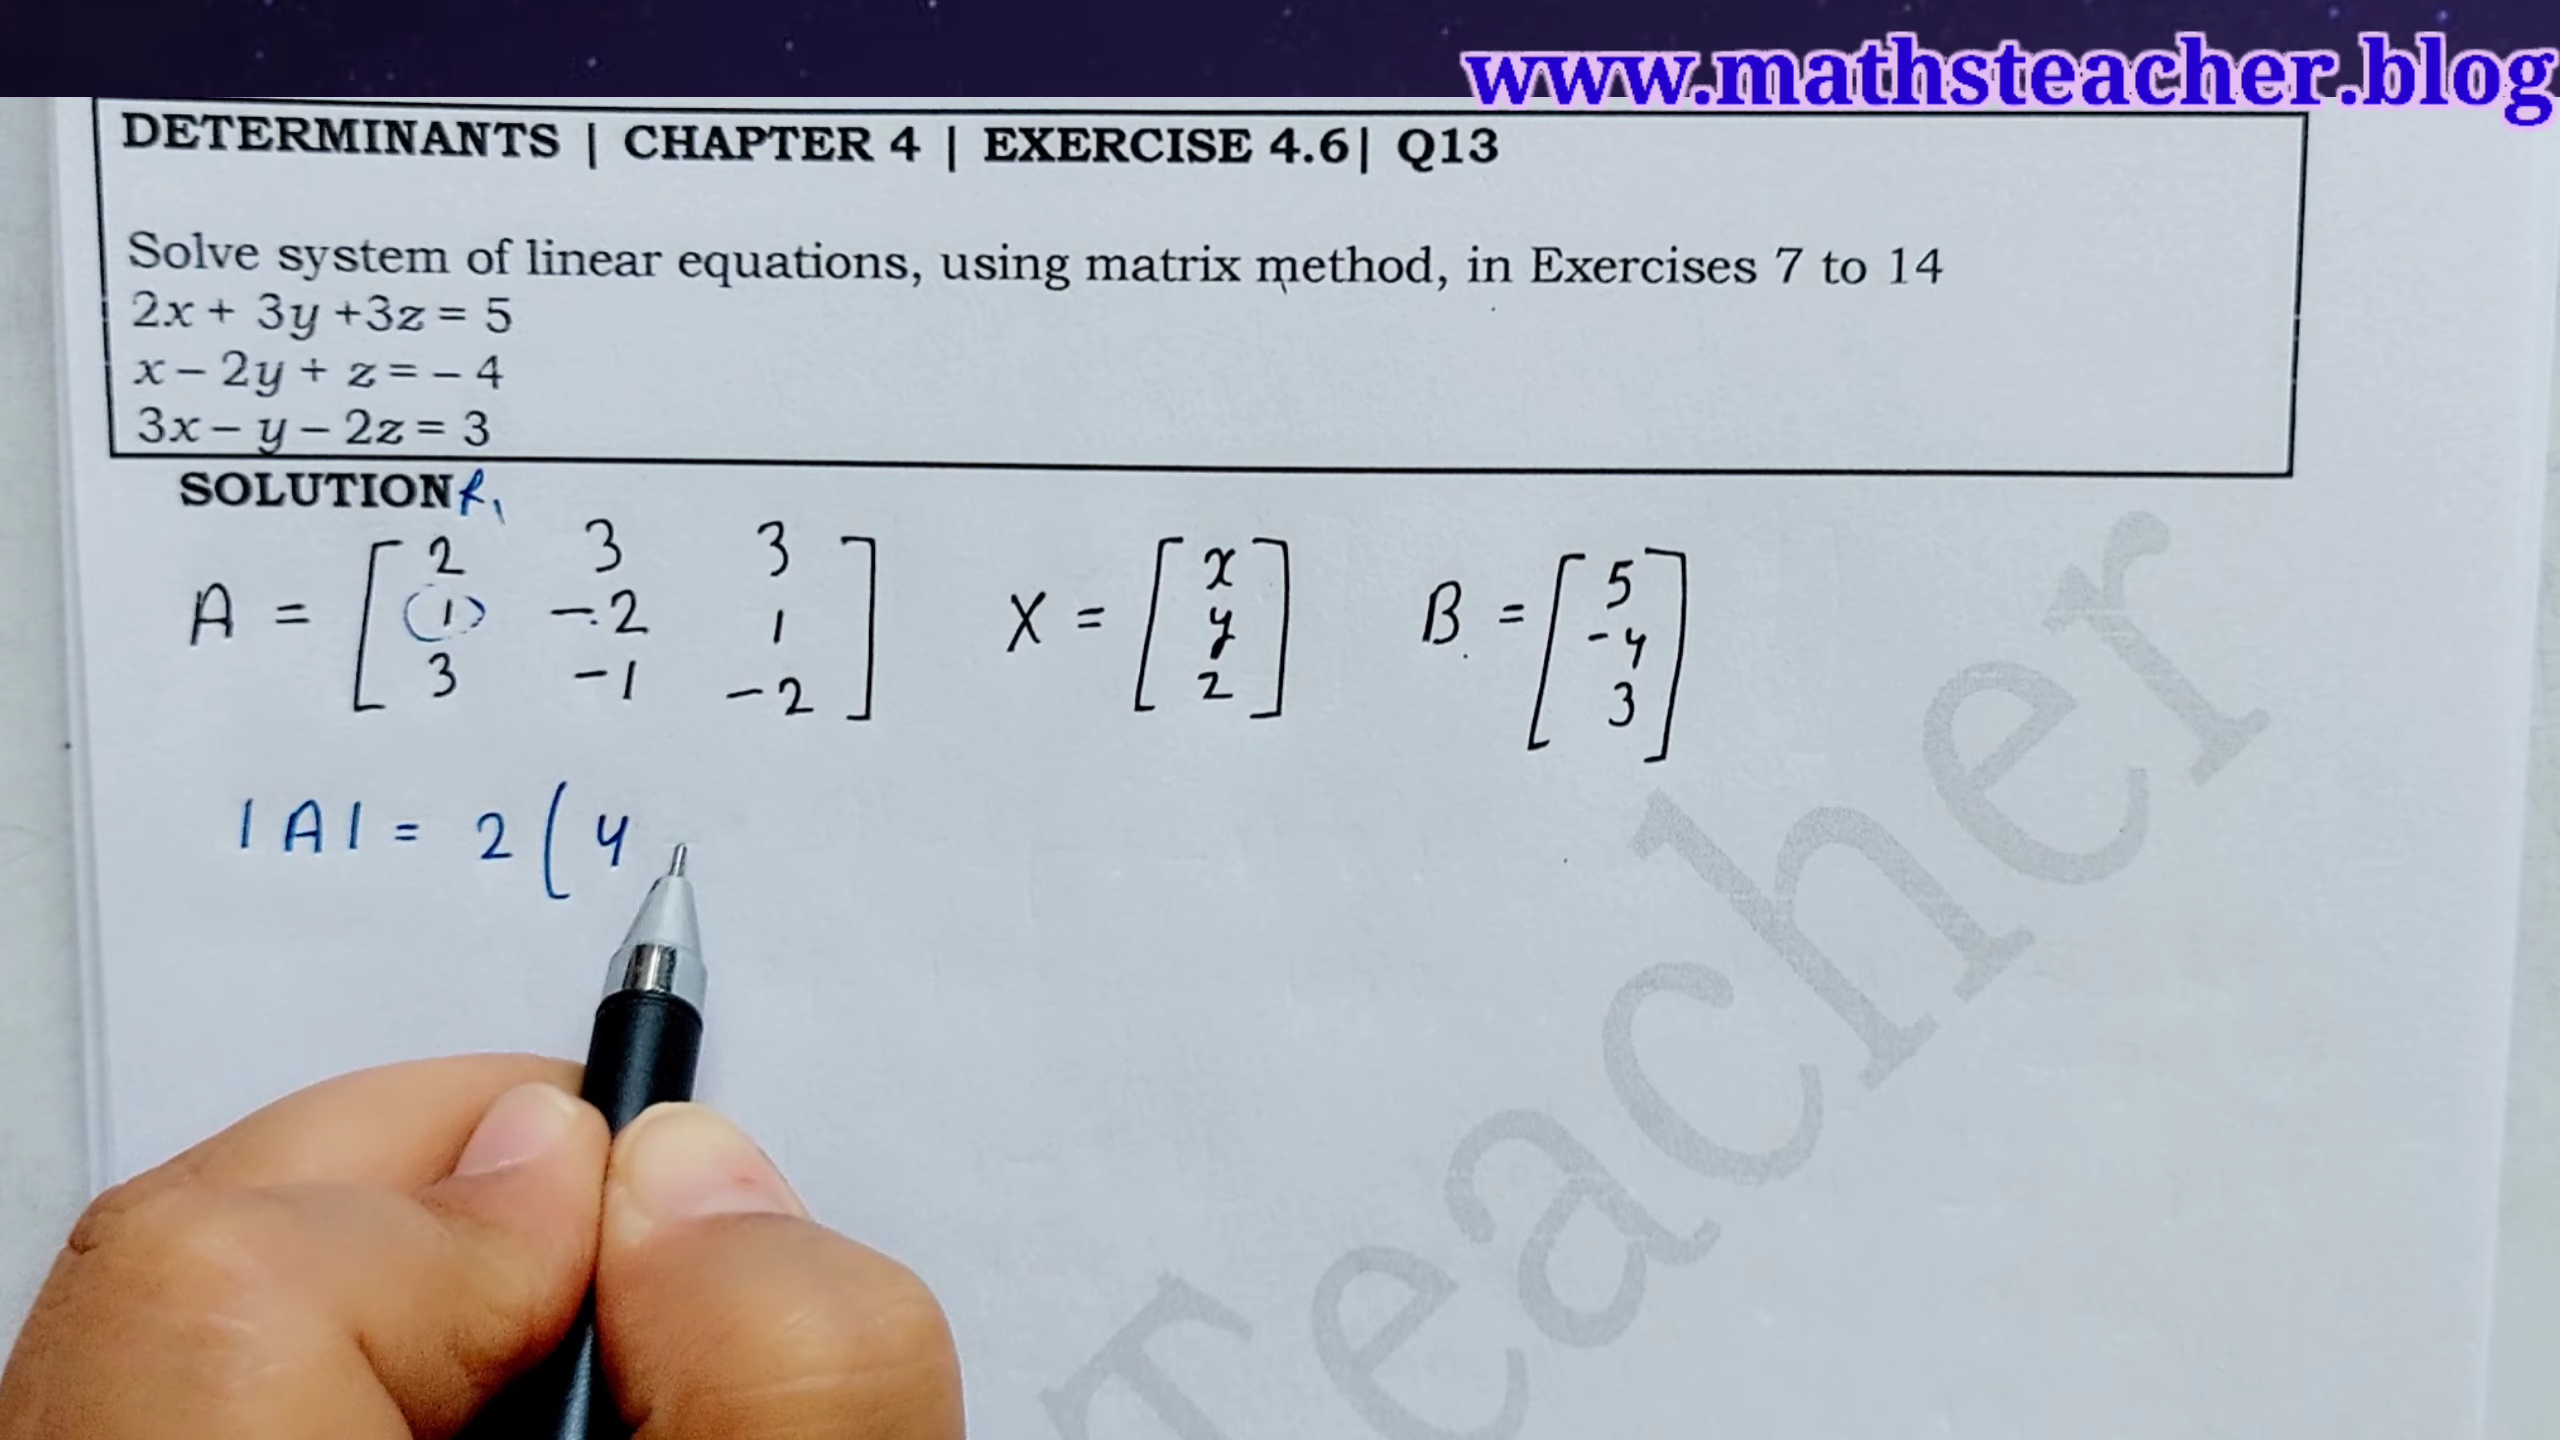 www.mathsteacher.blog
DETERMINANTS | CHAPTER 4 | EXERCISE 4.6| Q13
Solve system of linear equations, using matrix method, in Exercises 7 to 14
2x + 3y +3z = 5
x – 2y + z = – 4
3x – y – 2z = 3
SOLUTION R₁
A = [ 2 3 3 ] X = [ x ] B = [ 5 ]
1 -2 1 y -4
3 -1 -2 z 3
|A| = 2 ( 4
Teacher